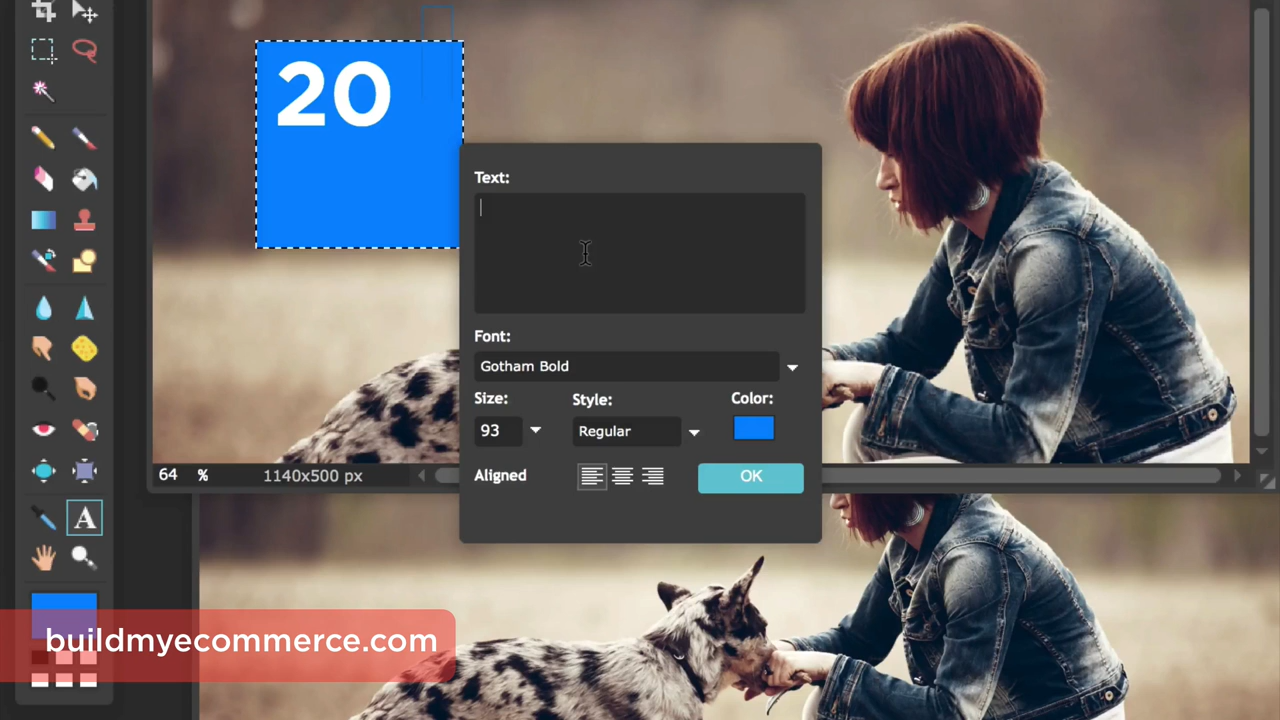 20
Text:
Font:
Gotham Bold
Size: Style: Color:
93 Regular
Aligned OK
64 % 1140x500 px
A
buildmyecommerce.com